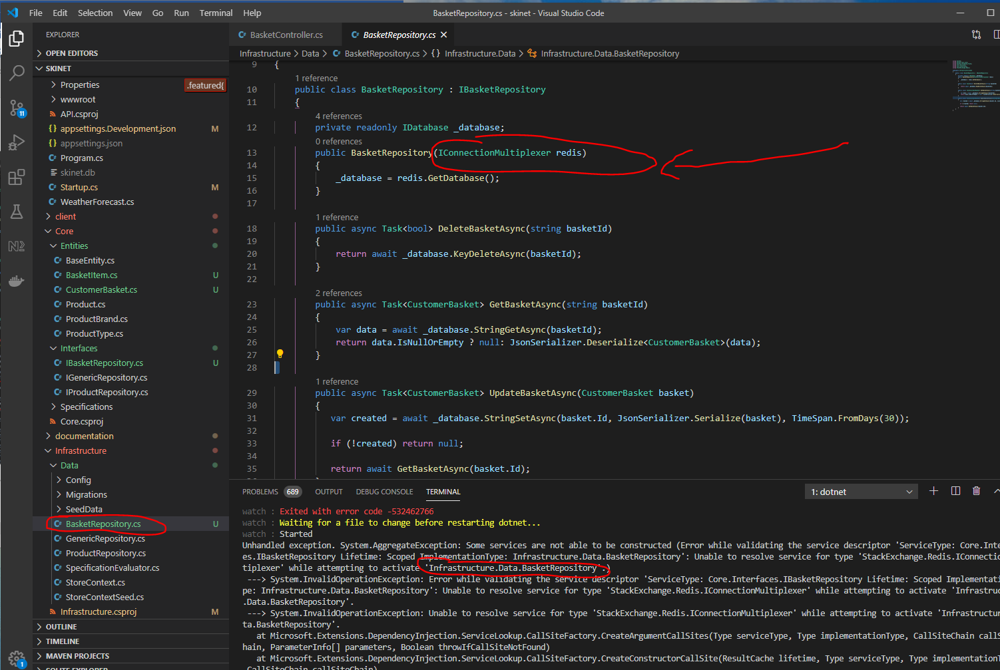 File Edit Selection View Go Run Terminal Help
BasketRepository.cs - skinet - Visual Studio Code
EXPLORER
OPEN EDITORS
SKINET
Properties
.featured{
wwwroot
API.csproj
{} appsettings.Development.json M
{} appsettings.json
C# Program.cs
skinet.db
C# Startup.cs M
C# WeatherForecast.cs
client
Core
Entities
C# BaseEntity.cs
C# BasketItem.cs U
C# CustomerBasket.cs U
C# Product.cs
C# ProductBrand.cs
C# ProductType.cs
Interfaces
C# IBasketRepository.cs U
C# IGenericRepository.cs
C# IProductRepository.cs
Specifications
Core.csproj
documentation
Infrastructure
Data
Config
Migrations
SeedData
C# BasketRepository.cs U
C# GenericRepository.cs
C# ProductRepository.cs
C# SpecificationEvaluator.cs
C# StoreContext.cs
C# StoreContextSeed.cs
Infrastructure.csproj M
OUTLINE
TIMELINE
MAVEN PROJECTS
SQLITE EXPLORER
11
1
C# BasketController.cs
C# BasketRepository.cs
Infrastructure > Data > C# BasketRepository.cs > {} Infrastructure.Data > Infrastructure.Data.BasketRepository
9 {
1 reference
10 public class BasketRepository : IBasketRepository
11 {
4 references
12 private readonly IDatabase _database;
0 references
13 public BasketRepository(IConnectionMultiplexer redis)
14 {
15 _database = redis.GetDatabase();
16 }
17
1 reference
18 public async Task<bool> DeleteBasketAsync(string basketId)
19 {
20 return await _database.KeyDeleteAsync(basketId);
21 }
22
2 references
23 public async Task<CustomerBasket> GetBasketAsync(string basketId)
24 {
25 var data = await _database.StringGetAsync(basketId);
26 return data.IsNullOrEmpty ? null: JsonSerializer.Deserialize<CustomerBasket>(data);
27 }
28
1 reference
29 public async Task<CustomerBasket> UpdateBasketAsync(CustomerBasket basket)
30 {
31 var created = await _database.StringSetAsync(basket.Id, JsonSerializer.Serialize(basket), TimeSpan.FromDays(30));
32
33 if (!created) return null;
34
35 return await GetBasketAsync(basket.Id);
PROBLEMS 689 OUTPUT DEBUG CONSOLE TERMINAL 1: dotnet
watch : Exited with error code -532462766
watch : Waiting for a file to change before restarting dotnet...
watch : Started
Unhandled exception. System.AggregateException: Some services are not able to be constructed (Error while validating the service descriptor 'ServiceType: Core.Inte
es.IBasketRepository Lifetime: Scoped ImplementationType: Infrastructure.Data.BasketRepository': Unable to resolve service for type 'StackExchange.Redis.IConnection
tiplexer' while attempting to activate 'Infrastructure.Data.BasketRepository'.)
---> System.InvalidOperationException: Error while validating the service descriptor 'ServiceType: Core.Interfaces.IBasketRepository Lifetime: Scoped Implementati
pe: Infrastructure.Data.BasketRepository': Unable to resolve service for type 'StackExchange.Redis.IConnectionMultiplexer' while attempting to activate 'Infrastruc
.Data.BasketRepository'.
---> System.InvalidOperationException: Unable to resolve service for type 'StackExchange.Redis.IConnectionMultiplexer' while attempting to activate 'Infrastructure
ta.BasketRepository'.
at Microsoft.Extensions.DependencyInjection.ServiceLookup.CallSiteFactory.CreateArgumentCallSites(Type serviceType, Type implementationType, CallSiteChain callS
hain, ParameterInfo[] parameters, Boolean throwIfCallSiteNotFound)
at Microsoft.Extensions.DependencyInjection.ServiceLookup.CallSiteFactory.CreateConstructorCallSite(ResultCache lifetime, Type serviceType, Type implementationT
CallSiteChain callSiteChain)